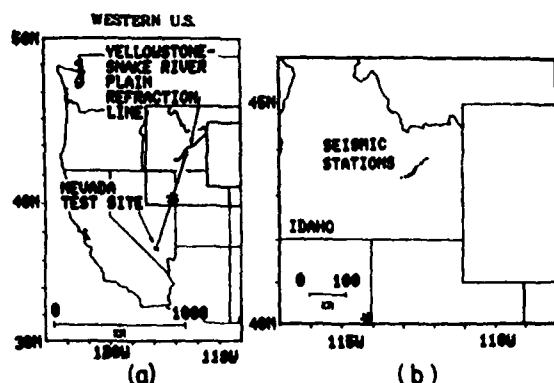 WESTERN U.S.
50N
YELLOWSTONE-
SNAKE RIVER
PLAIN
REFRACTION
LINE
NEVADA
TEST SITE
40N
0 1000
KM
30N
120W 110W
(a)
45N
SEISMIC
STATIONS
IDAHO
0 100
KM
40N
115W 110W
(b)